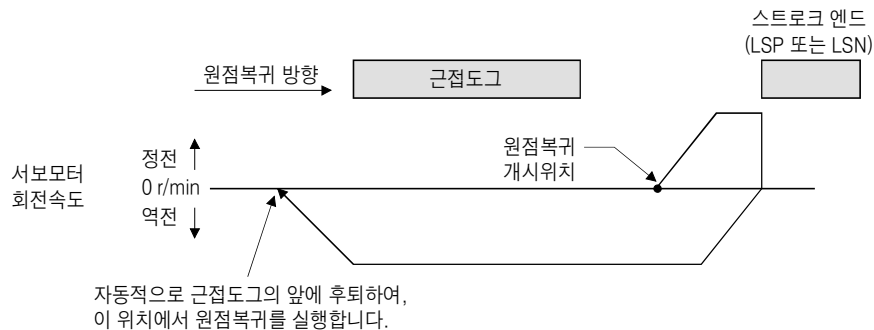 스트로크 엔드
(LSP 또는 LSN)
원점복귀 방향
근접도그
원점복귀
개시위치
서보모터
회전속도
정전
0 r/min
역전
자동적으로 근접도그의 앞에 후퇴하여,
이 위치에서 원점복귀를 실행합니다.